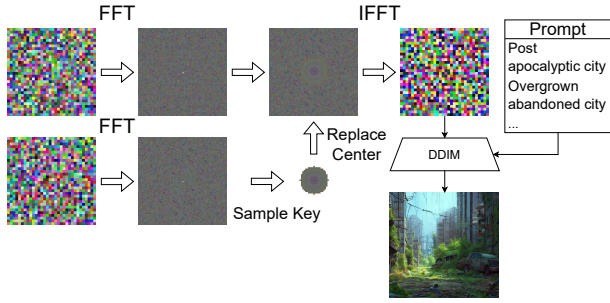 FFT
IFFT
Prompt
Post
apocalyptic city
Overgrown
abandoned city
...
FFT
Replace
Center
DDIM
Sample Key